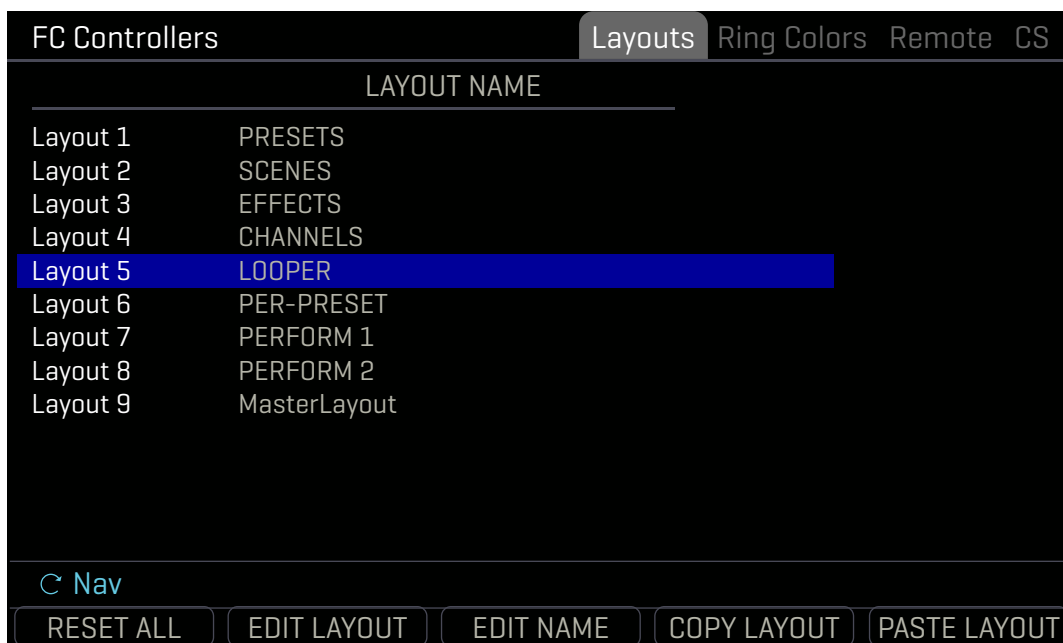 FC Controllers Layouts Ring Colors Remote CS
LAYOUT NAME
Layout 1 PRESETS
Layout 2 SCENES
Layout 3 EFFECTS
Layout 4 CHANNELS
Layout 5 LOOPER
Layout 6 PER-PRESET
Layout 7 PERFORM 1
Layout 8 PERFORM 2
Layout 9 MasterLayout
Nav
RESET ALL EDIT LAYOUT EDIT NAME COPY LAYOUT PASTE LAYOUT